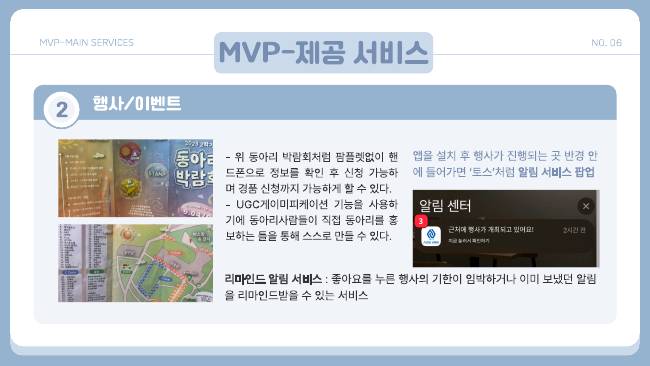 MVP-MAIN SERVICES
MVP-제공 서비스
NO. 06
2
행사/이벤트
동아리
박람회
STAMP
- 위 동아리 박람회처럼 팜플렛없이 핸
드폰으로 정보를 확인 후 신청 가능하
며 경품 신청까지 가능하게 할 수 있다.
- UGC게이미피케이션 기능을 사용하
기에 동아리사람들이 직접 동아리를 홍
보하는 틀을 통해 스스로 만들 수 있다.
앱을 설치 후 행사가 진행되는 곳 반경 안
에 들어가면 '토스'처럼 알림 서비스 팝업
알림 센터
3
근처에 행사가 개최되고 있어요!
2시간 전
지금 눌러서 확인하기
리마인드 알림 서비스 : 좋아요를 누른 행사의 기한이 임박하거나 이미 보냈던 알림
을 리마인드받을 수 있는 서비스